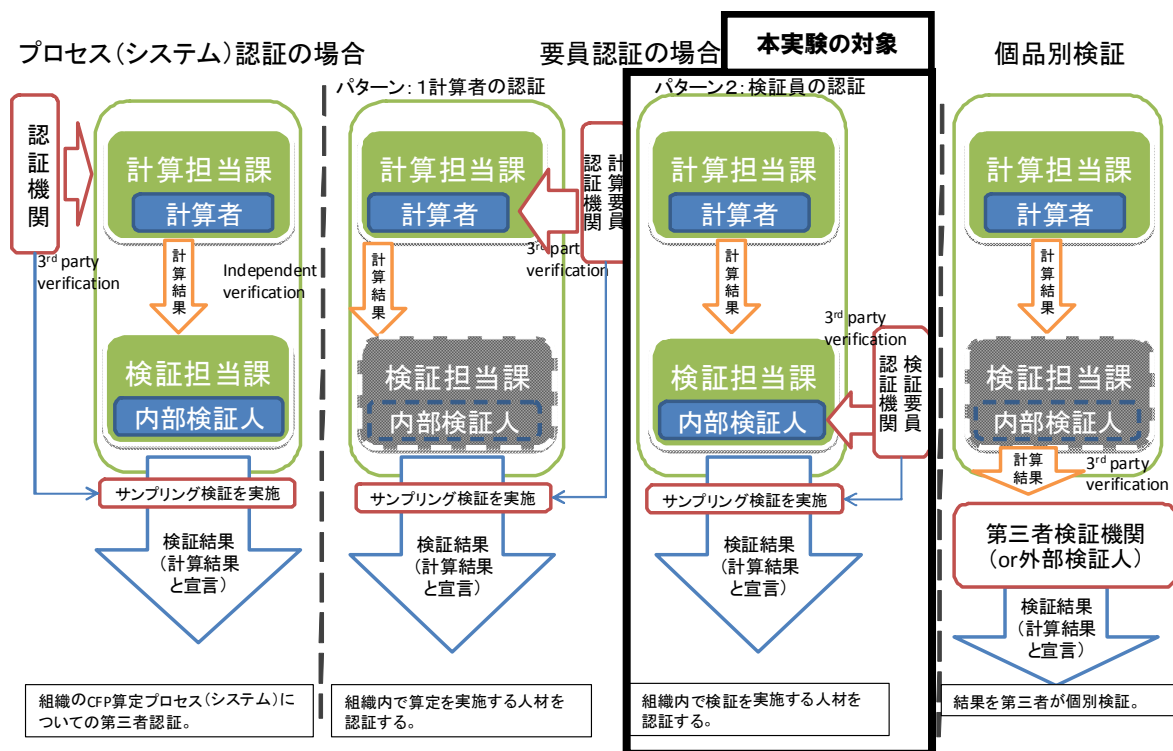 プロセス(システム)認証の場合
認証機関
計算担当課
計算者
3rd party
verification
計算結果
Independent
verification
検証担当課
内部検証人
サンプリング検証を実施
検証結果
(計算結果
と宣言)
組織のCFP算定プロセス(システム)に
ついての第三者認証。
要員認証の場合
パターン:1計算者の認証
計算担当課
計算者
計算要員
認証機関
3rd part
verification
計算結果
検証担当課
内部検証人
サンプリング検証を実施
検証結果
(計算結果
と宣言)
組織内で算定を実施する人材を
認証する。
本実験の対象
パターン2:検証員の認証
計算担当課
計算者
計算結果
3rd party
verification
検証担当課
内部検証人
検証要員
認証機関
サンプリング検証を実施
検証結果
(計算結果
と宣言)
組織内で検証を実施する人材を
認証する。
個品別検証
計算担当課
計算者
計算結果
検証担当課
内部検証人
計算
結果
3rd party
verification
第三者検証機関
(or外部検証人)
検証結果
(計算結果
と宣言)
結果を第三者が個別検証。